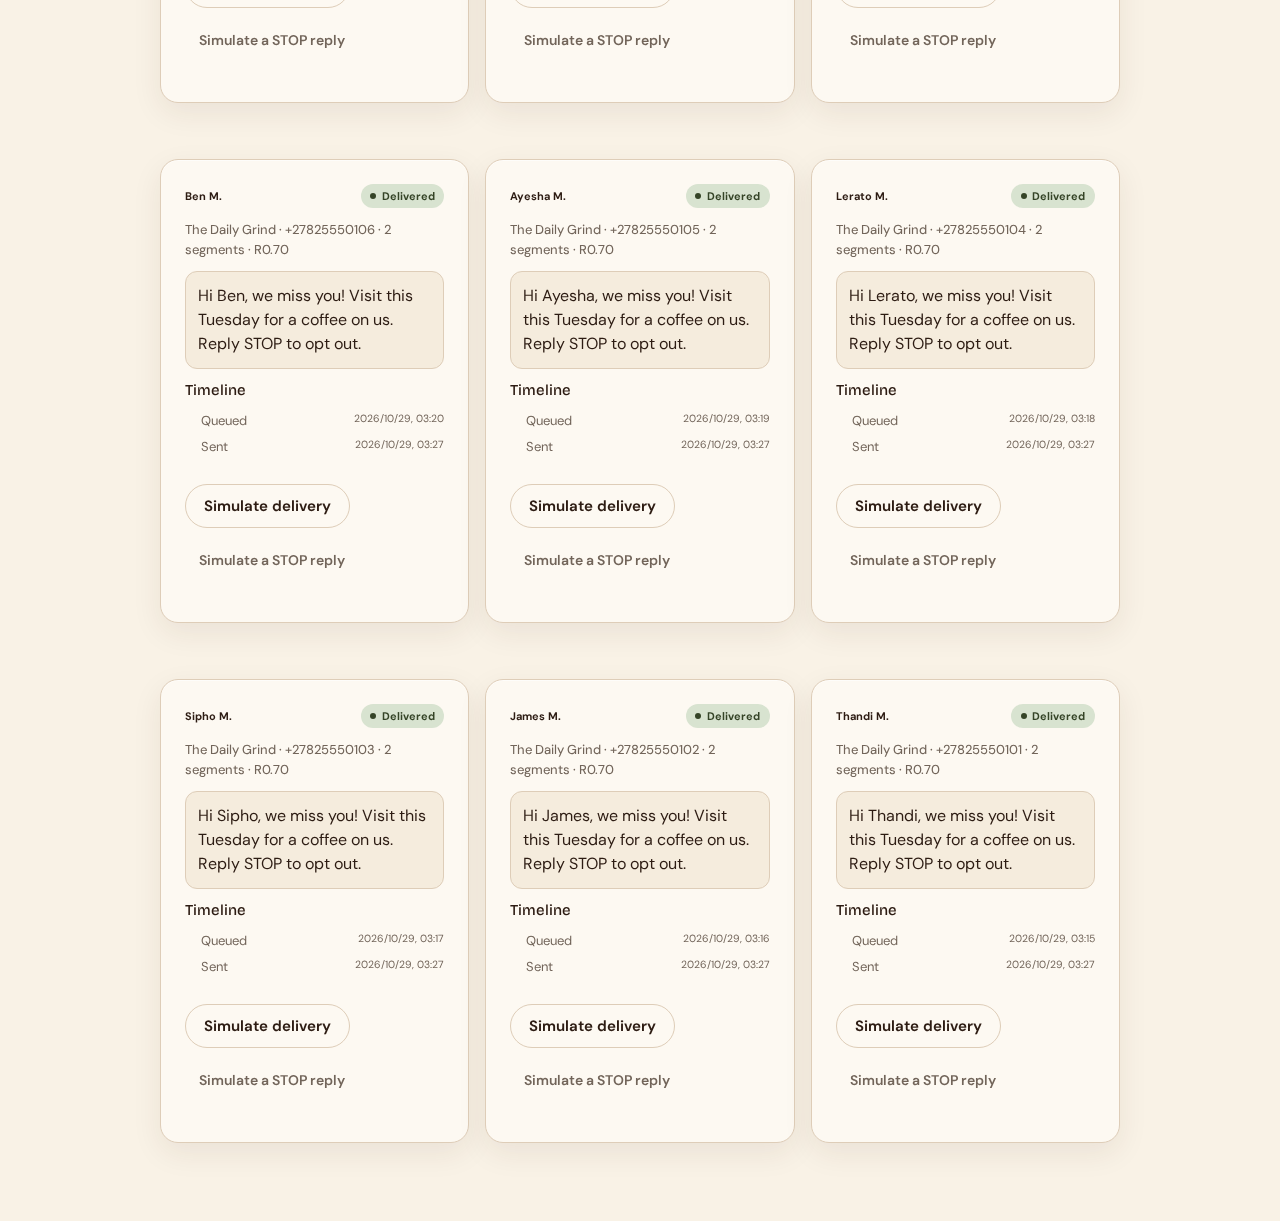 Simulate a STOP reply
Simulate a STOP reply
Simulate a STOP reply
Ben M.
Delivered
The Daily Grind · +27825550106 · 2
segments · R0.70
Hi Ben, we miss you! Visit this
Tuesday for a coffee on us.
Reply STOP to opt out.
Timeline
Queued
2026/10/29, 03:20
Sent
2026/10/29, 03:27
Simulate delivery
Simulate a STOP reply
Ayesha M.
Delivered
The Daily Grind · +27825550105 · 2
segments · R0.70
Hi Ayesha, we miss you! Visit
this Tuesday for a coffee on us.
Reply STOP to opt out.
Timeline
Queued
2026/10/29, 03:19
Sent
2026/10/29, 03:27
Simulate delivery
Simulate a STOP reply
Lerato M.
Delivered
The Daily Grind · +27825550104 · 2
segments · R0.70
Hi Lerato, we miss you! Visit
this Tuesday for a coffee on us.
Reply STOP to opt out.
Timeline
Queued
2026/10/29, 03:18
Sent
2026/10/29, 03:27
Simulate delivery
Simulate a STOP reply
Sipho M.
Delivered
The Daily Grind · +27825550103 · 2
segments · R0.70
Hi Sipho, we miss you! Visit this
Tuesday for a coffee on us.
Reply STOP to opt out.
Timeline
Queued
2026/10/29, 03:17
Sent
2026/10/29, 03:27
Simulate delivery
Simulate a STOP reply
James M.
Delivered
The Daily Grind · +27825550102 · 2
segments · R0.70
Hi James, we miss you! Visit
this Tuesday for a coffee on us.
Reply STOP to opt out.
Timeline
Queued
2026/10/29, 03:16
Sent
2026/10/29, 03:27
Simulate delivery
Simulate a STOP reply
Thandi M.
Delivered
The Daily Grind · +27825550101 · 2
segments · R0.70
Hi Thandi, we miss you! Visit
this Tuesday for a coffee on us.
Reply STOP to opt out.
Timeline
Queued
2026/10/29, 03:15
Sent
2026/10/29, 03:27
Simulate delivery
Simulate a STOP reply